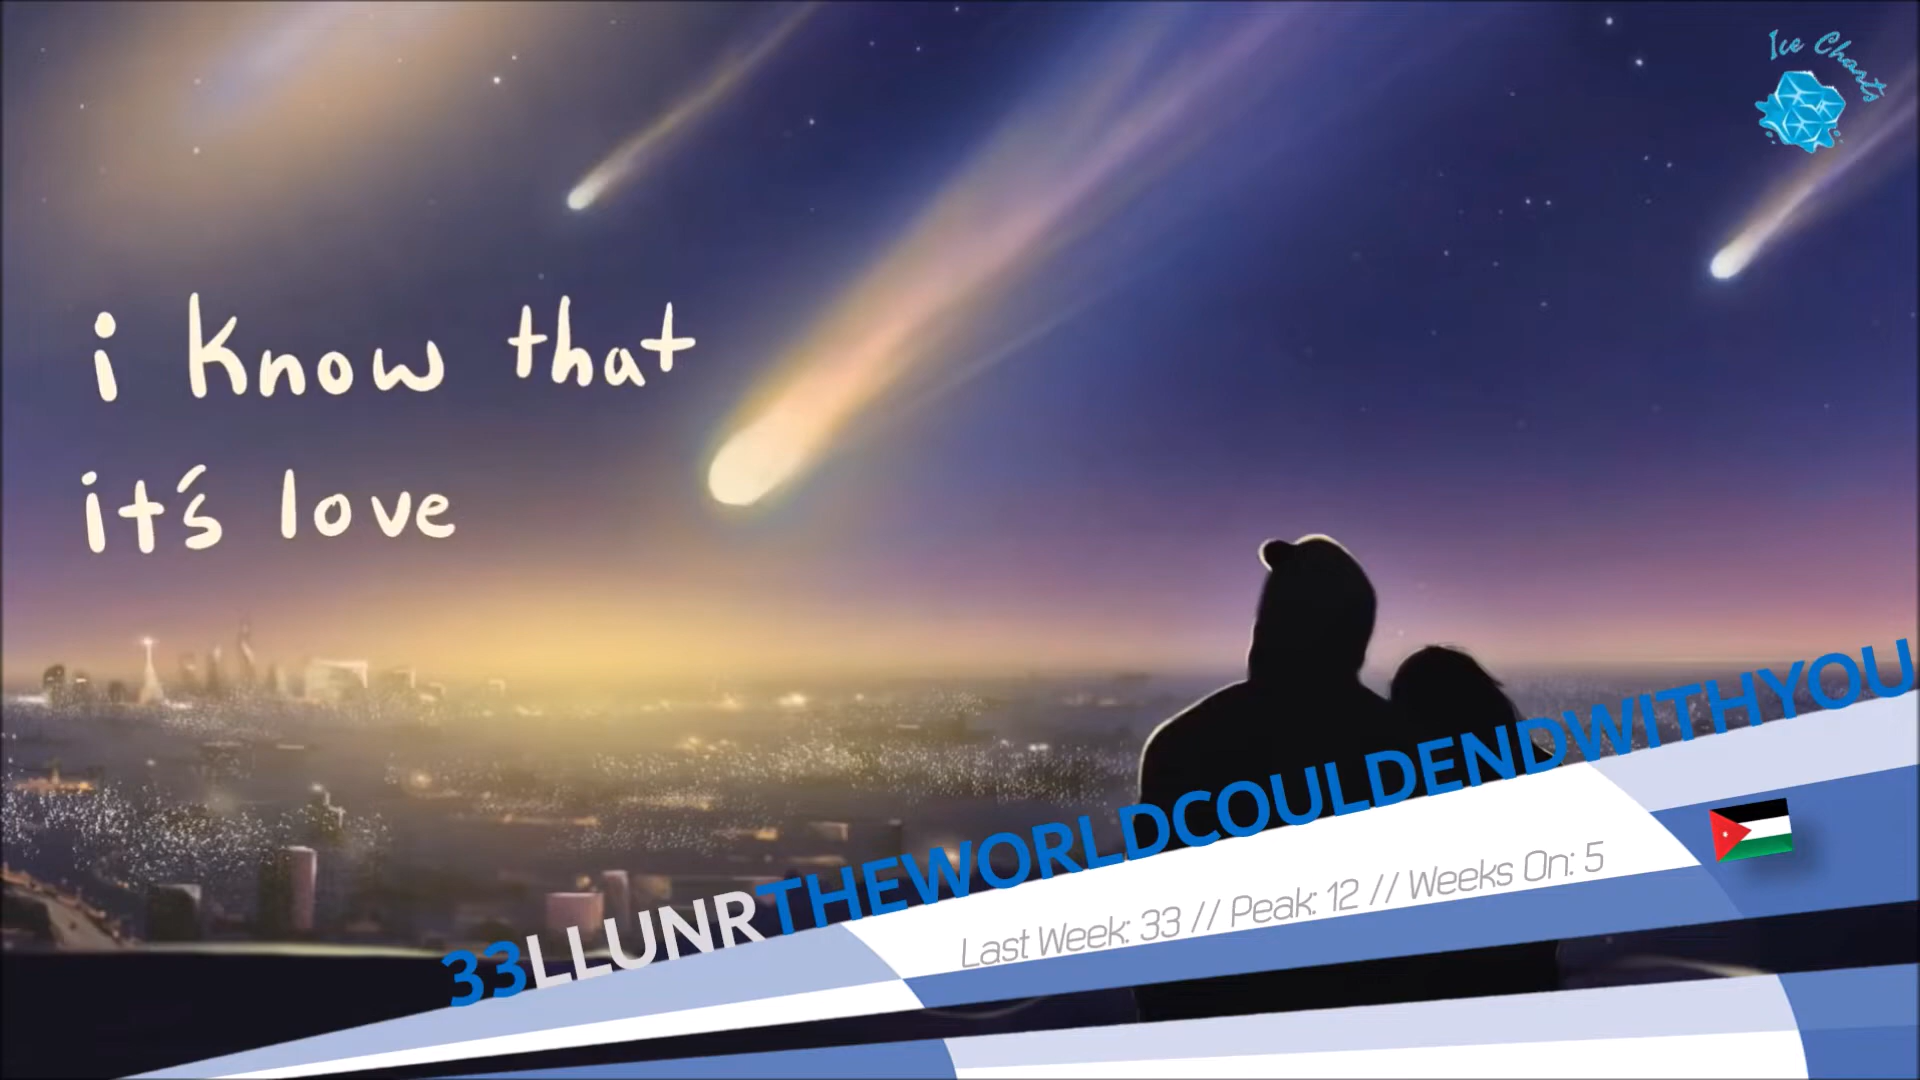 Ice Charts
i know that
it's love
33LLUNRTHEWORLDCOULDENDWITHYOU
Last Week: 33 // Peak: 12 // Weeks On: 5